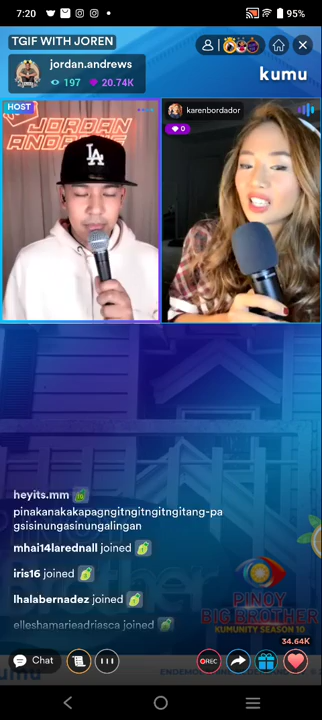 7:20
95%
TGIF WITH JOREN
jordan.andrews
197 20.74K
kumu
HOST
JORDAN
ANDREWS
LA
karenbordador
0
heyits.mm
pinakanakakapagngitngitngitngitang-pa
gsisinungasinungalingan
mhai14larednall joined
iris16 joined
lhalabernadez joined
elleshamarieadriasca joined
PINOY
BIG BROTHER
KUMUNITY SEASON 10
34.64K
Chat
REC